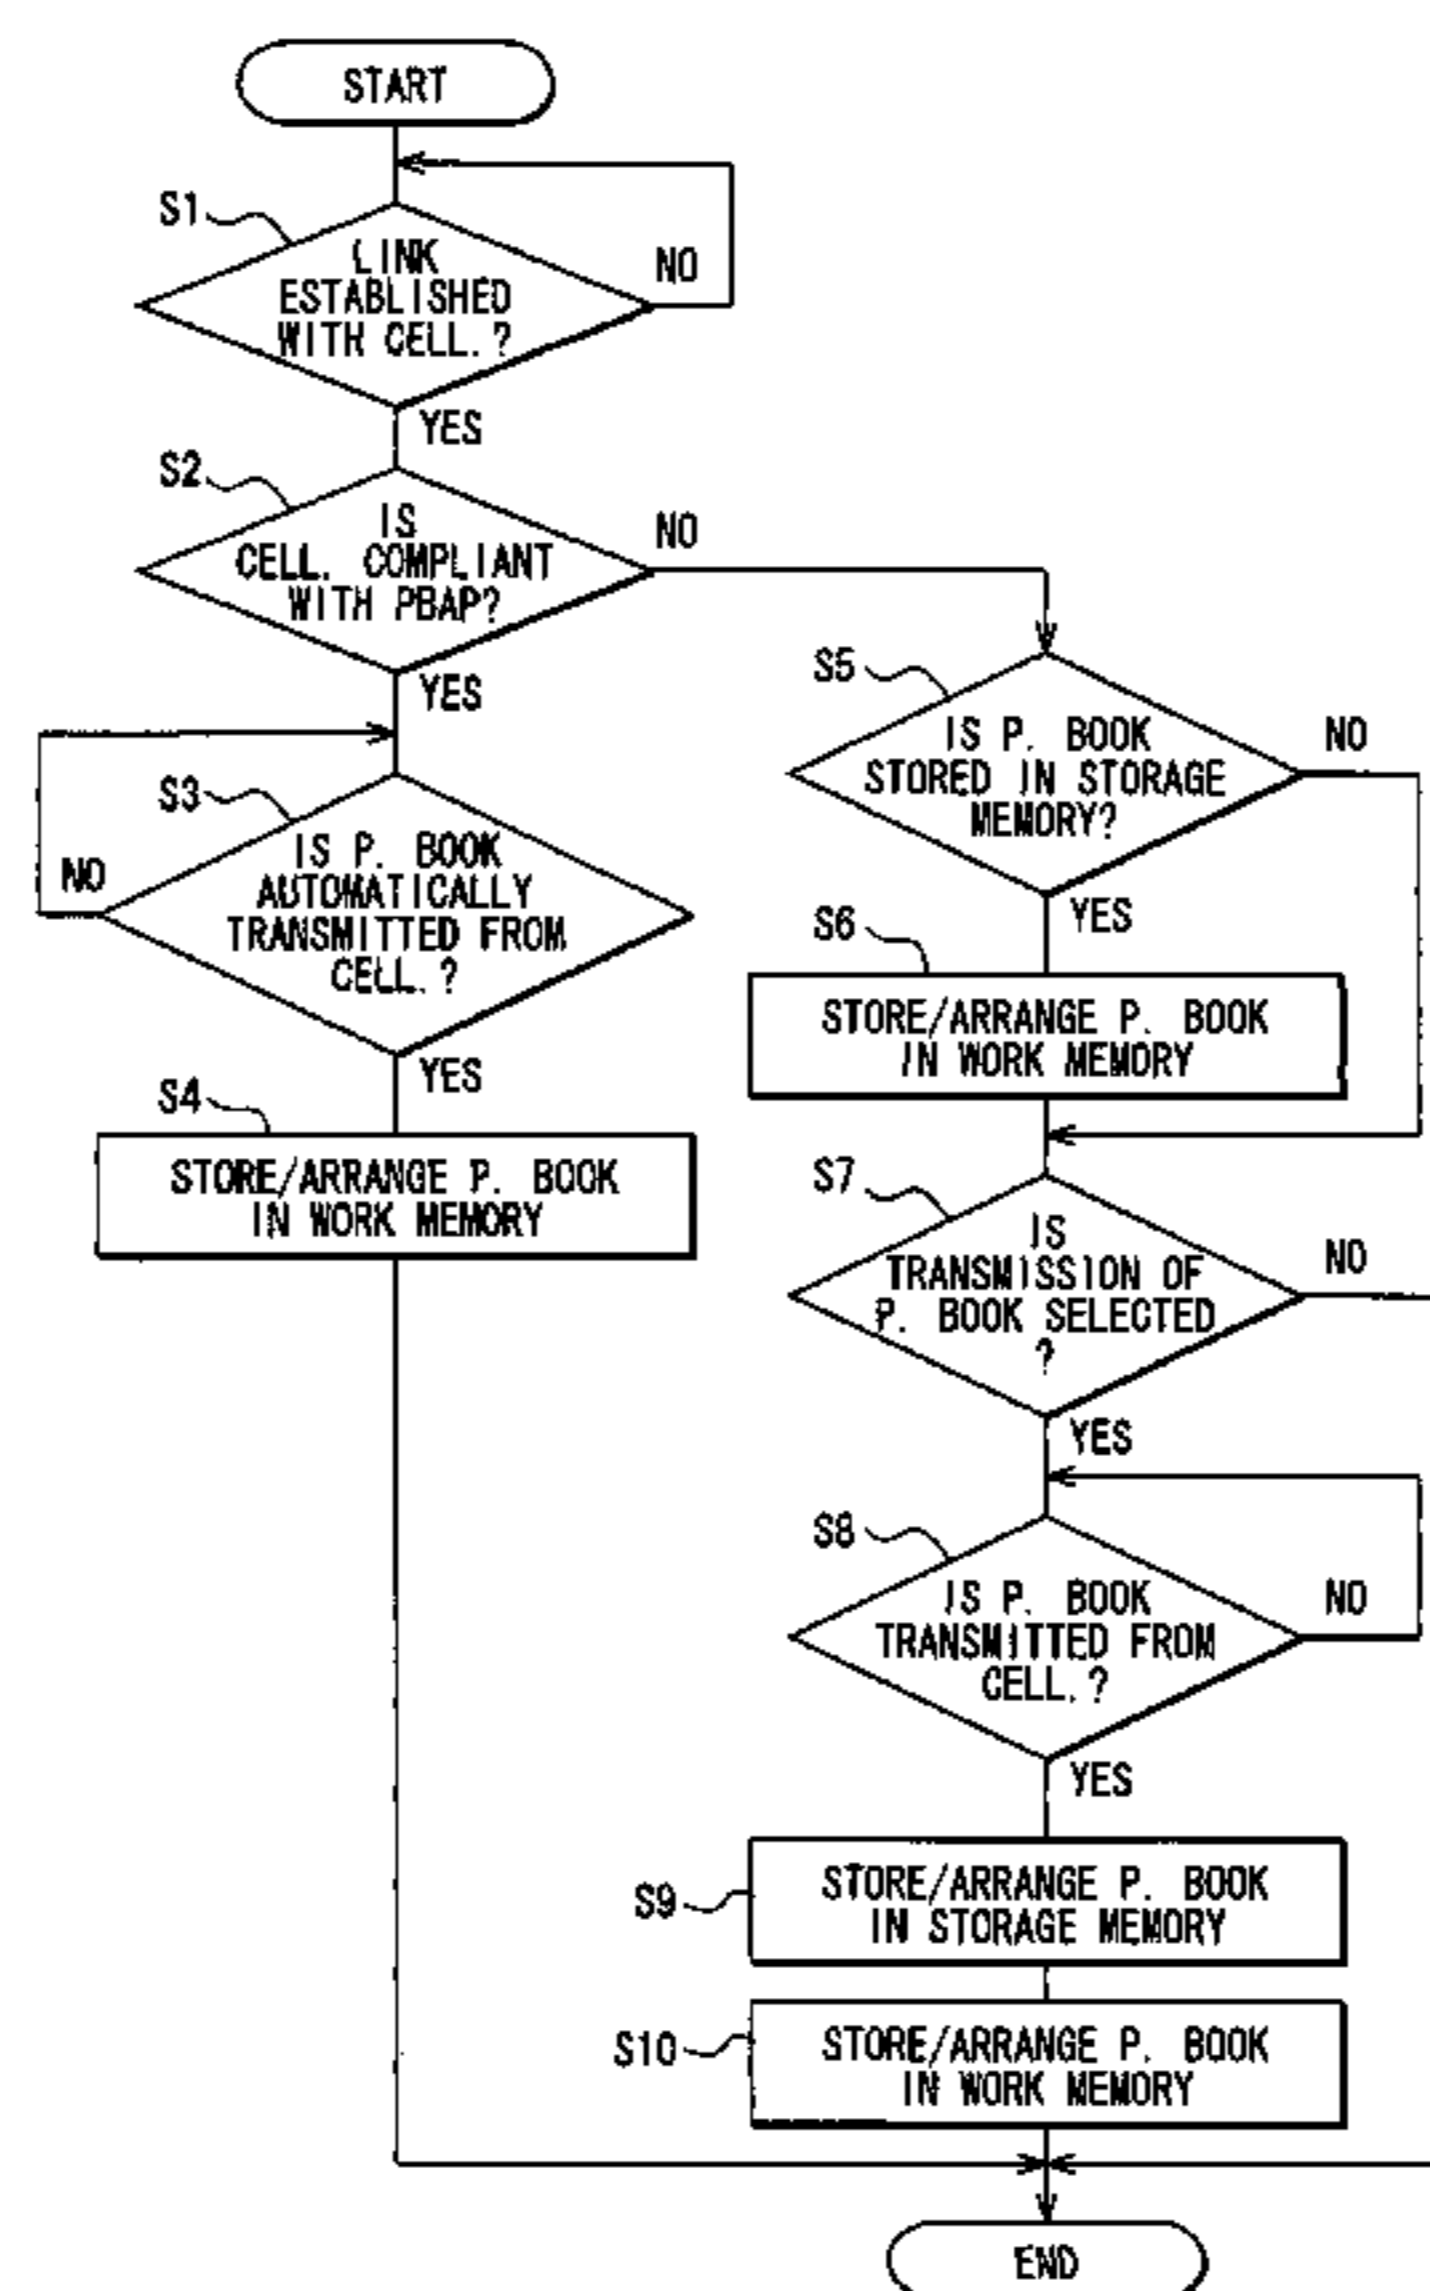 START
S1
LINK
ESTABLISHED
WITH CELL.?
NO
YES
S2
IS
CELL. COMPLIANT
WITH PBAP?
NO
YES
S3
IS P. BOOK
AUTOMATICALLY
TRANSMITTED FROM
CELL.?
NO
YES
S4
STORE/ARRANGE P. BOOK
IN WORK MEMORY
S5
IS P. BOOK
STORED IN STORAGE
MEMORY?
NO
YES
S6
STORE/ARRANGE P. BOOK
IN WORK MEMORY
S7
IS
TRANSMISSION OF
P. BOOK SELECTED
?
NO
YES
S8
IS P. BOOK
TRANSMITTED FROM
CELL.?
NO
YES
S9
STORE/ARRANGE P. BOOK
IN STORAGE MEMORY
S10
STORE/ARRANGE P. BOOK
IN WORK MEMORY
END